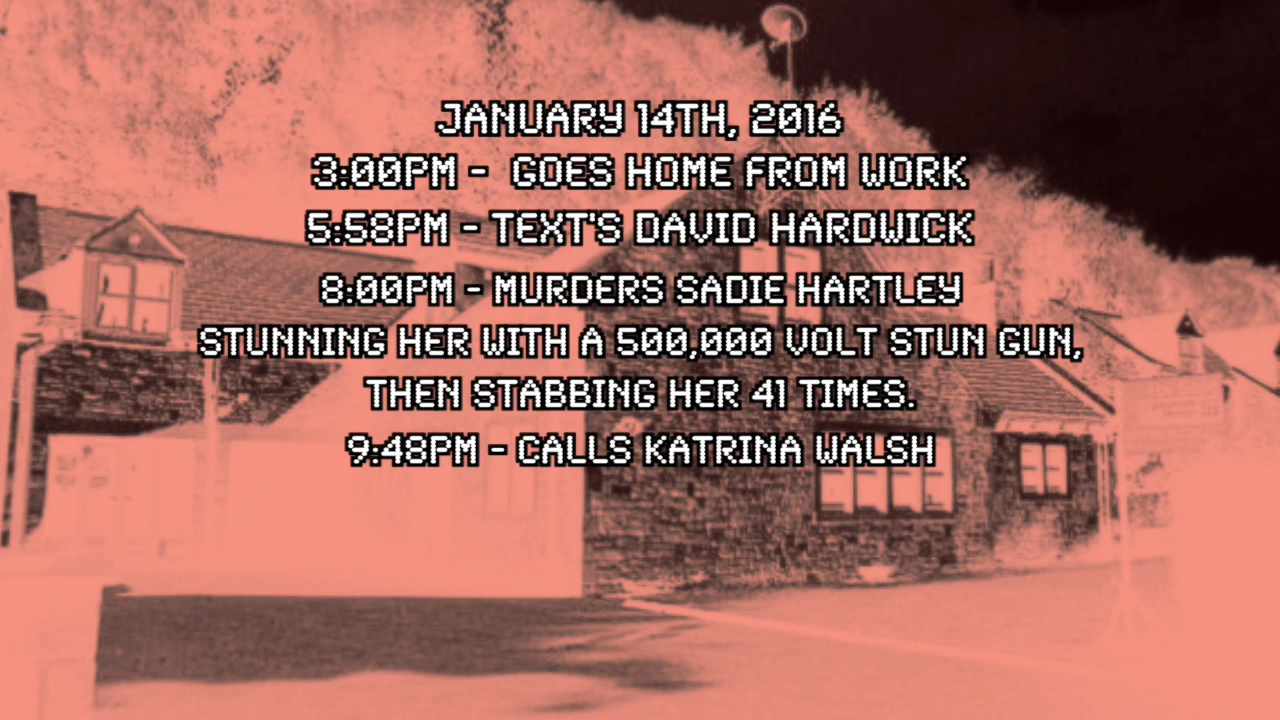 JANUARY 14TH, 2016
3:00PM - GOES HOME FROM WORK
5:58PM - TEXT'S DAVID HARDWICK
8:00PM - MURDERS SADIE HARTLEY
STUNNING HER WITH A 500,000 VOLT STUN GUN,
THEN STABBING HER 41 TIMES.
9:48PM - CALLS KATRINA WALSH